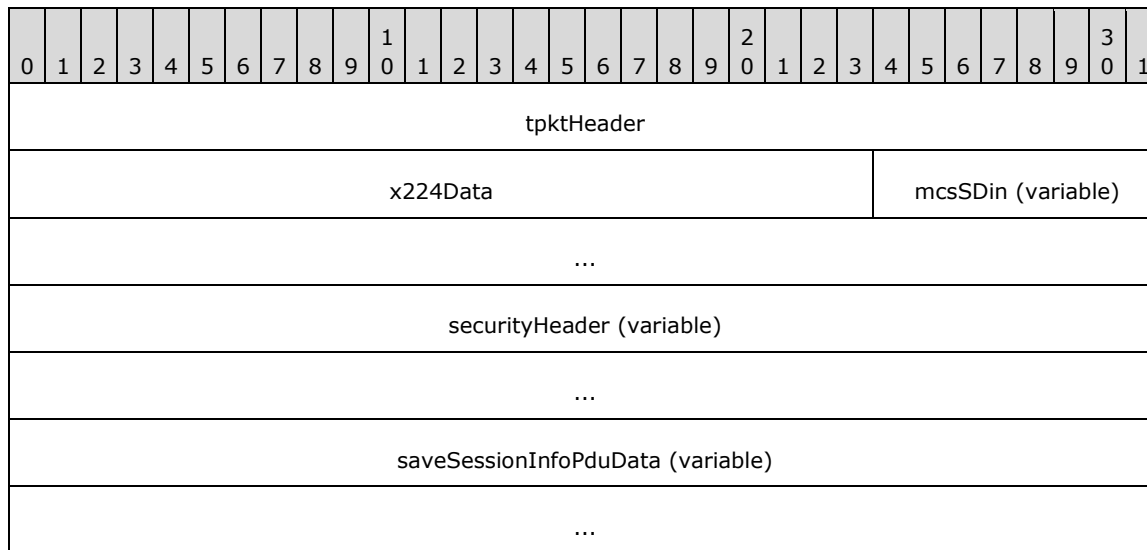 1 2 3
0 1 2 3 4 5 6 7 8 9 0 1 2 3 4 5 6 7 8 9 0 1 2 3 4 5 6 7 8 9 0 1
tpktHeader
x224Data mcsSDin (variable)
...
securityHeader (variable)
...
saveSessionInfoPduData (variable)
...